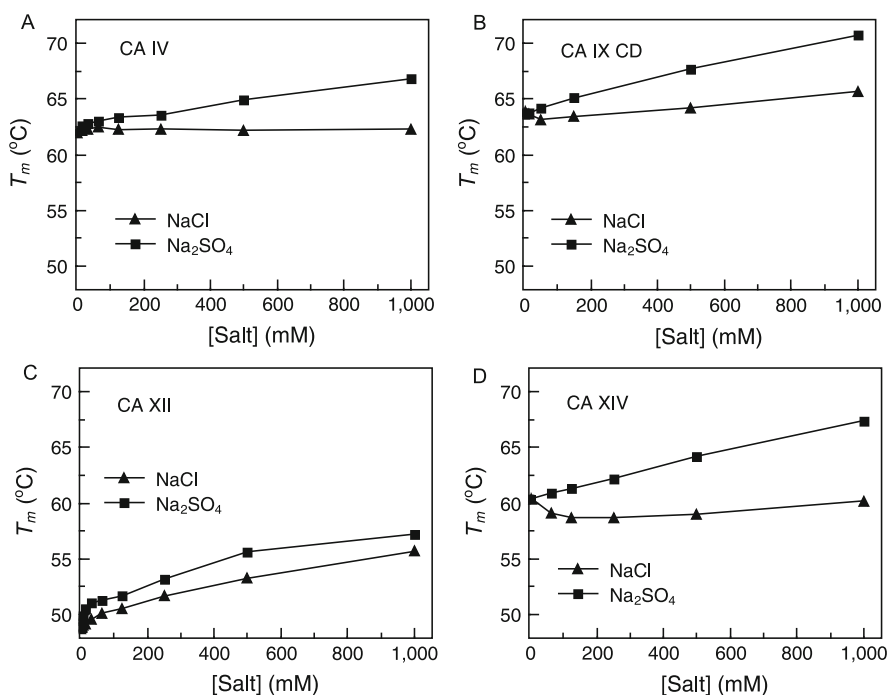 A
CA IV
70
65
60
55
50
Tm (°C)
NaCl
Na2SO4
0 200 400 600 800 1,000
[Salt] (mM)
B
CA IX CD
70
65
60
55
50
Tm (°C)
NaCl
Na2SO4
0 200 400 600 800 1,000
[Salt] (mM)
C
CA XII
70
65
60
55
50
Tm (°C)
NaCl
Na2SO4
0 200 400 600 800 1,000
[Salt] (mM)
D
CA XIV
70
65
60
55
50
Tm (°C)
NaCl
Na2SO4
0 200 400 600 800 1,000
[Salt] (mM)